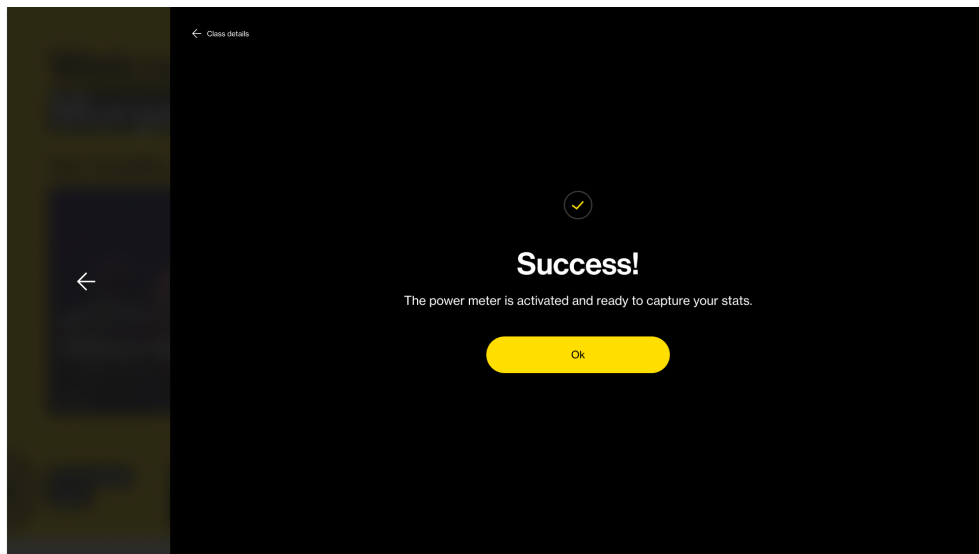 Class details
Success!
The power meter is activated and ready to capture your stats.
Ok